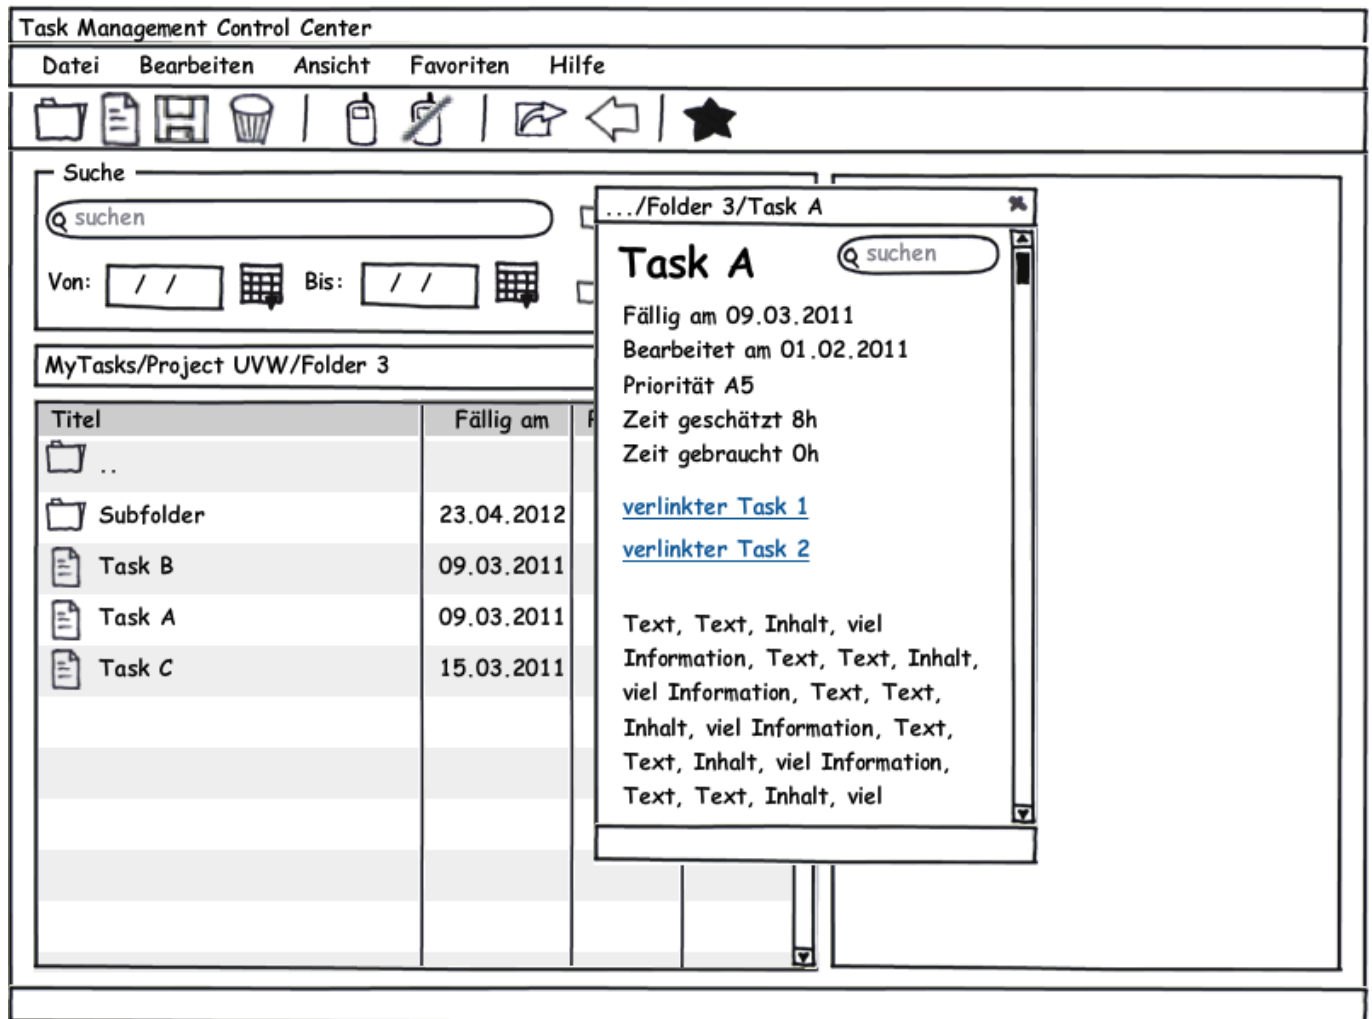 Task Management Control Center
Datei Bearbeiten Ansicht Favoriten Hilfe
Suche
suchen
Von: / / Bis: / /
MyTasks/Project UVW/Folder 3
Titel Fällig am
..
Subfolder 23.04.2012
Task B 09.03.2011
Task A 09.03.2011
Task C 15.03.2011
.../Folder 3/Task A
Task A suchen
Fällig am 09.03.2011
Bearbeitet am 01.02.2011
Priorität A5
Zeit geschätzt 8h
Zeit gebraucht 0h
verlinkter Task 1
verlinkter Task 2
Text, Text, Inhalt, viel
Information, Text, Text, Inhalt,
viel Information, Text, Text,
Inhalt, viel Information, Text,
Text, Inhalt, viel Information,
Text, Text, Inhalt, viel